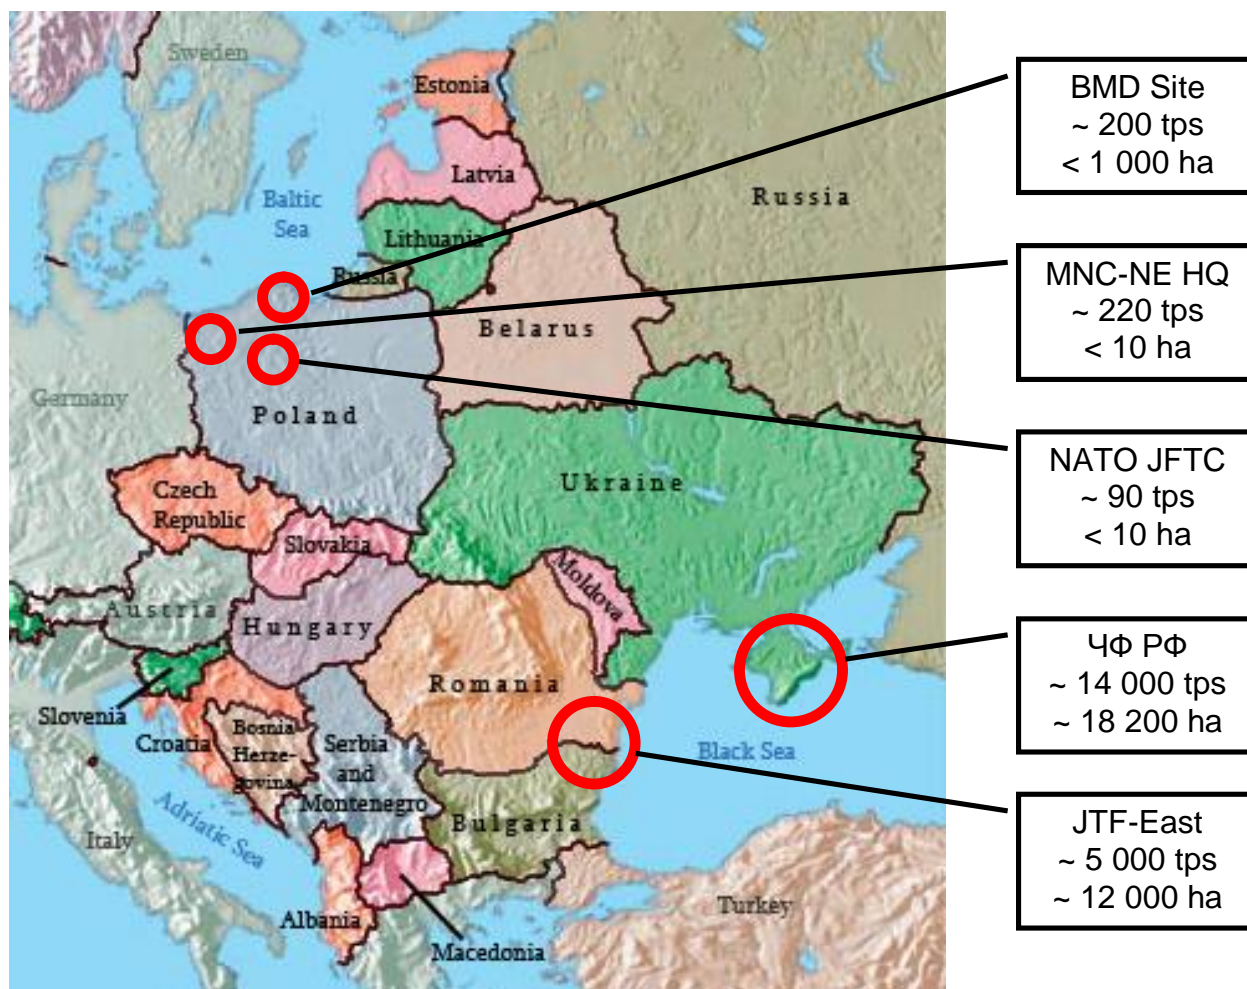 Sweden
Estonia
Latvia
Baltic
Sea
Lithuania
Russia
Russia
Belarus
Germany
Poland
Ukraine
Czech
Republic
Slovakia
Moldova
Austria
Hungary
Romania
Slovenia
Croatia
Bosnia
Herze-
govina
Serbia
and
Montenegro
Black Sea
Adriatic Sea
Italy
Bulgaria
Albania
Macedonia
Turkey
BMD Site
~ 200 tps
< 1 000 ha
MNC-NE HQ
~ 220 tps
< 10 ha
NATO JFTC
~ 90 tps
< 10 ha
ЧФ РФ
~ 14 000 tps
~ 18 200 ha
JTF-East
~ 5 000 tps
~ 12 000 ha